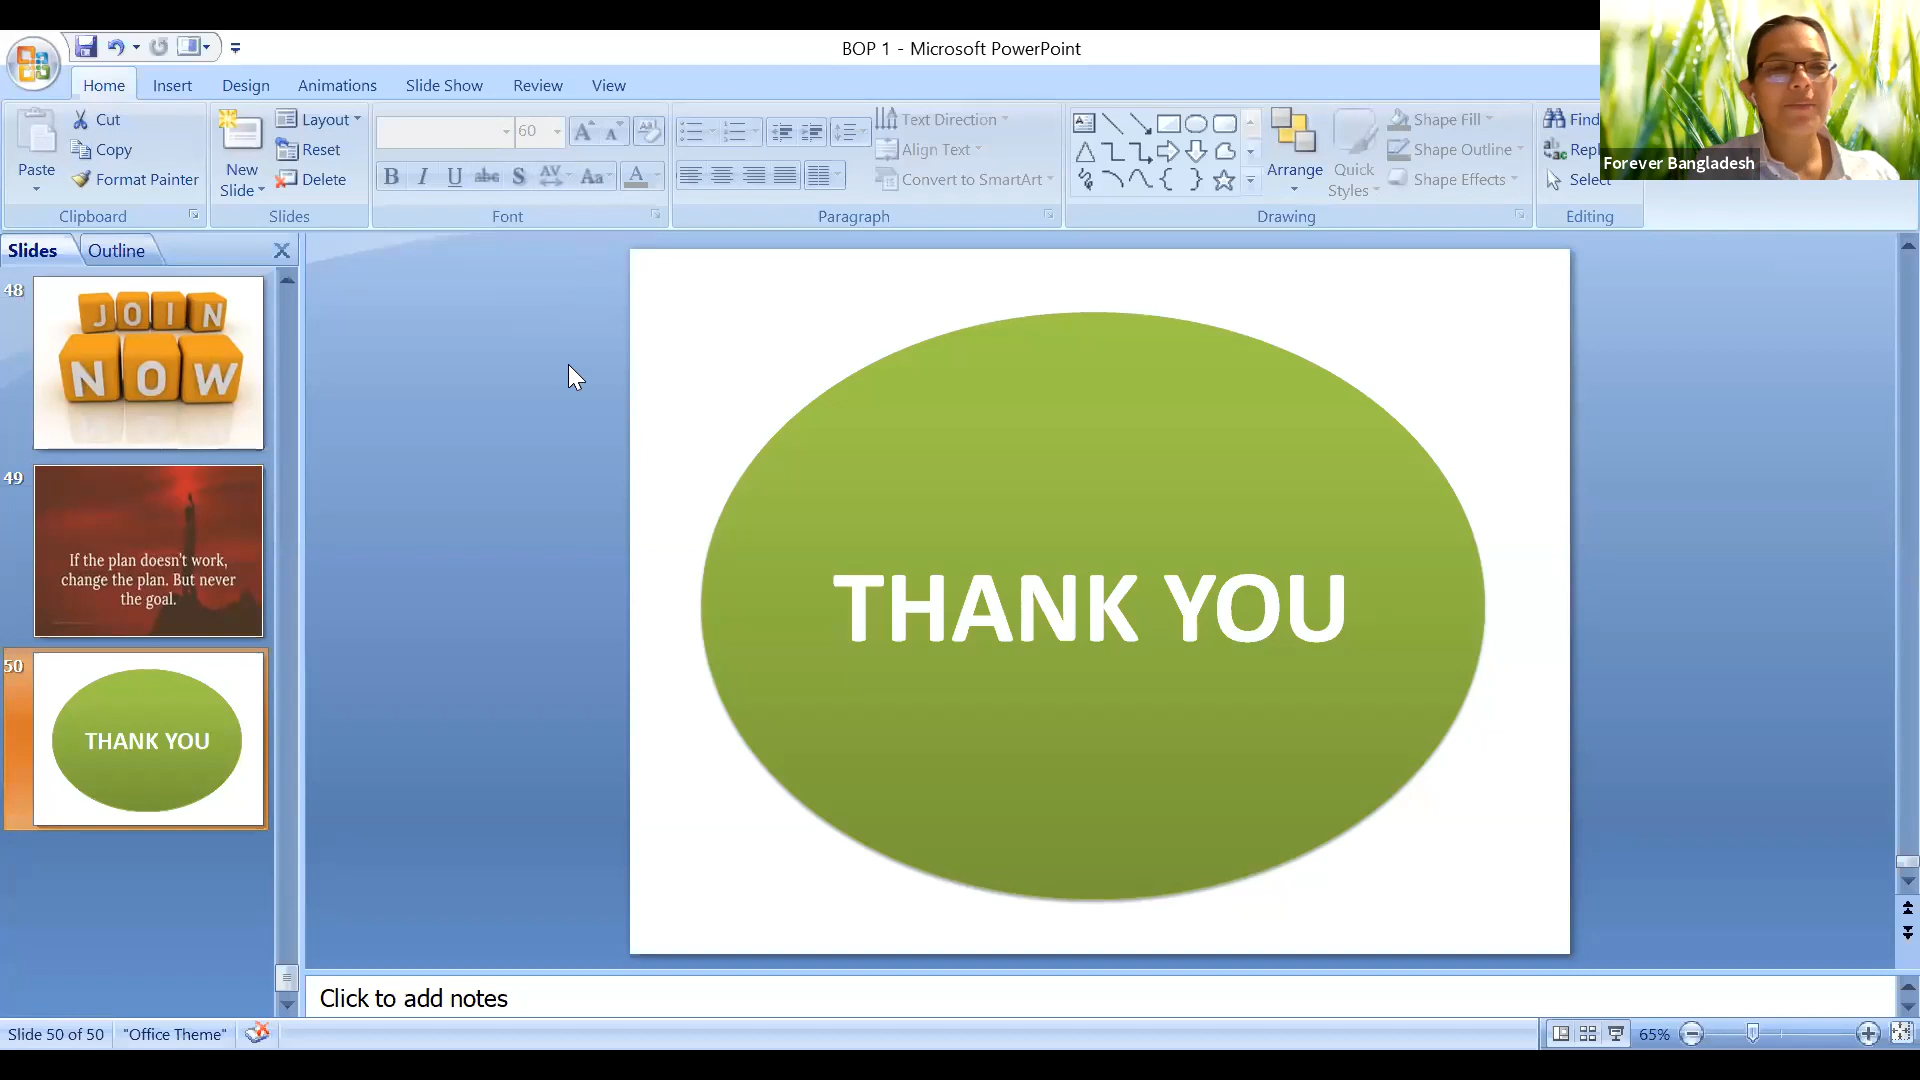 BOP 1 - Microsoft PowerPoint
Home Insert Design Animations Slide Show Review View
Paste
Cut
Copy
Format Painter
Clipboard
New Slide
Layout
Reset
Delete
Slides
60
B I U abc S AV Aa A
Font
Paragraph
Text Direction
Align Text
Convert to SmartArt
Arrange
Quick Styles
Shape Fill
Shape Outline
Shape Effects
Drawing
Find
Repl
Select
Editing
Forever Bangladesh
Slides Outline
48
JOIN
NOW
49
If the plan doesn't work,
change the plan. But never
the goal.
50
THANK YOU
THANK YOU
Click to add notes
Slide 50 of 50 "Office Theme" 65%